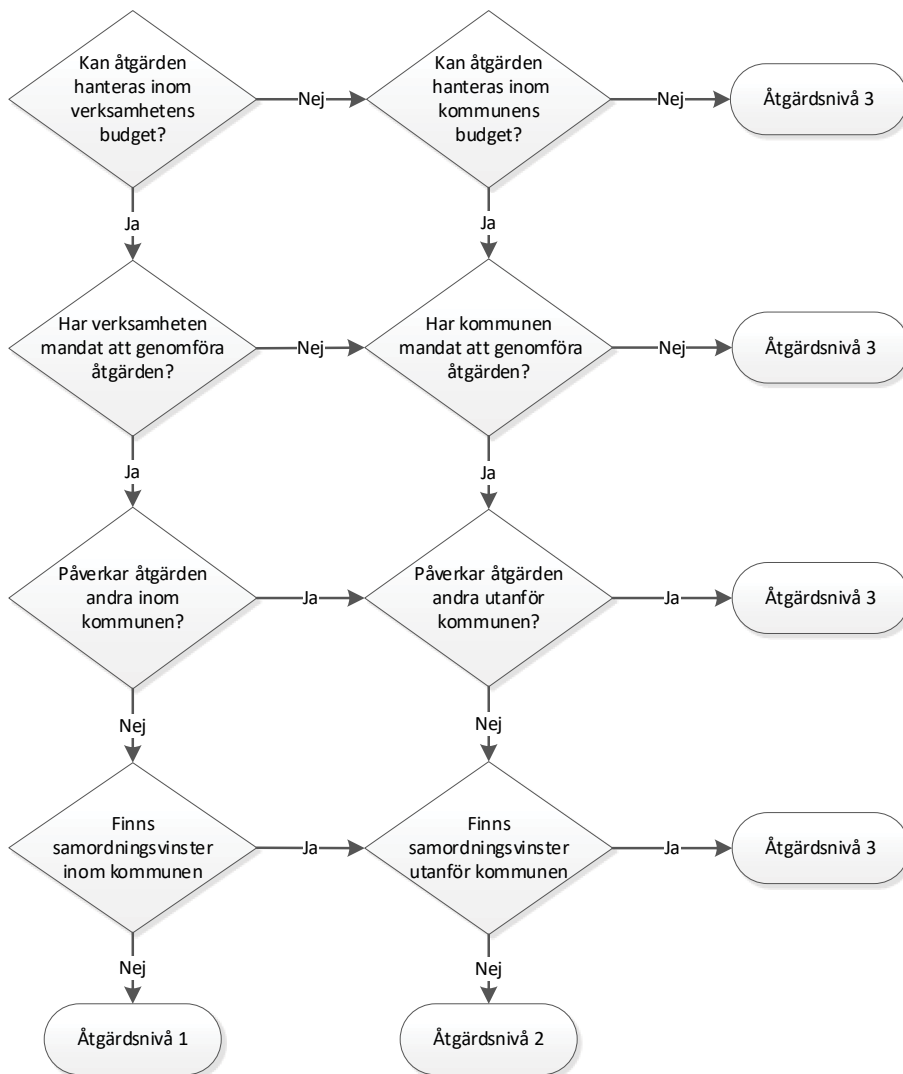 Kan åtgärden
hanteras inom
verksamhetens
budget?
Nej
Kan åtgärden
hanteras inom
kommunens
budget?
Nej
Åtgärdsnivå 3
Ja
Ja
Har verksamheten
mandat att genomföra
åtgärden?
Nej
Har kommunen
mandat att genomföra
åtgärden?
Nej
Åtgärdsnivå 3
Ja
Ja
Påverkar åtgärden
andra inom
kommunen?
Ja
Påverkar åtgärden
andra utanför
kommunen?
Ja
Åtgärdsnivå 3
Nej
Nej
Finns
samordningsvinster
inom kommunen
Ja
Finns
samordningsvinster
utanför kommunen
Ja
Åtgärdsnivå 3
Nej
Nej
Åtgärdsnivå 1
Åtgärdsnivå 2